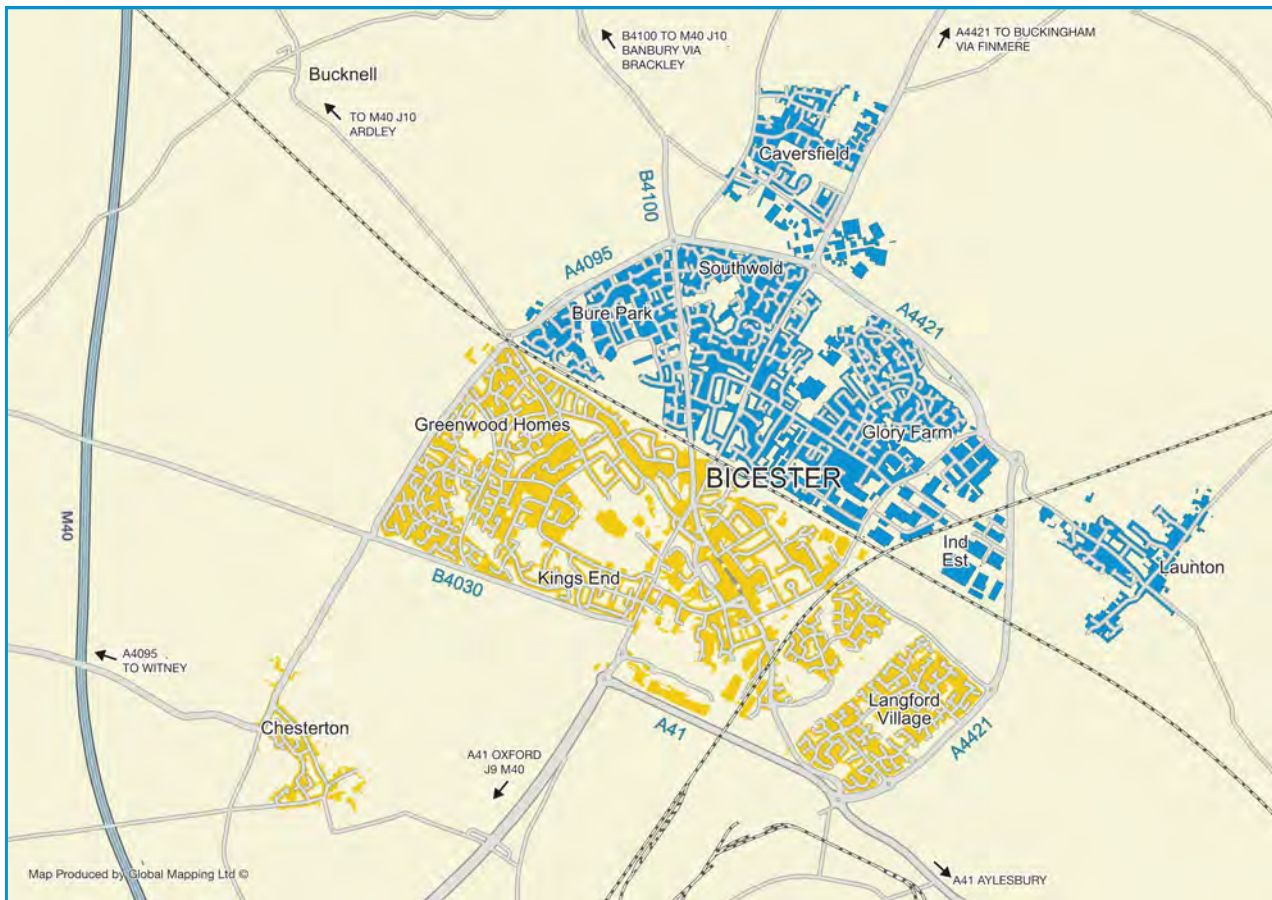 B4100 TO M40 J10
BANBURY VIA
BRACKLEY
A4421 TO BUCKINGHAM
VIA FINMERE
Bucknell
TO M40 J10
ARDLEY
Caversfield
B4100
A4095
Southwold
Bure Park
A4421
Greenwood Homes
Glory Farm
BICESTER
M40
Ind
Est
Launton
Kings End
B4030
A4095
TO WITNEY
Langford
Village
Chesterton
A41
A4421
A41 OXFORD
J9 M40
Map Produced by Global Mapping Ltd ©
A41 AYLESBURY